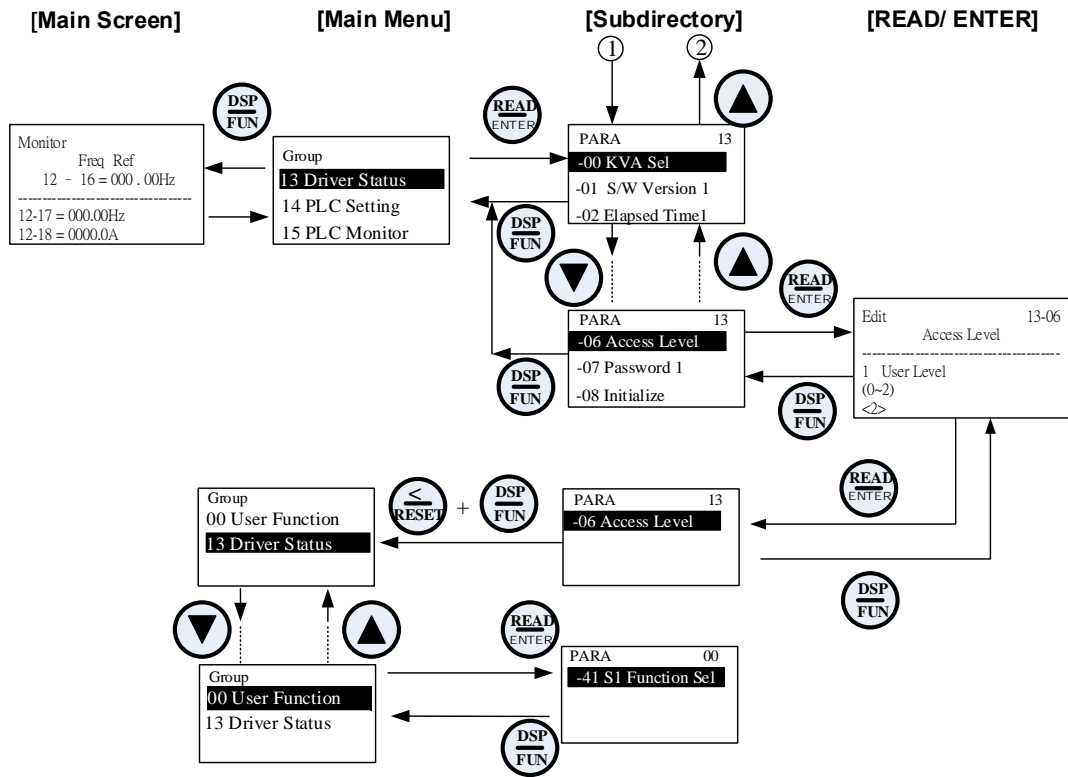 [Main Screen]
[Main Menu]
[Subdirectory]
[READ/ ENTER]
1
2
DSP
FUN
READ
ENTER
Monitor
Freq Ref
12 - 16 = 000 . 00Hz
12-17 = 000.00Hz
12-18 = 0000.0A
Group
13 Driver Status
14 PLC Setting
15 PLC Monitor
PARA 13
-00 KVA Sel
-01 S/W Version 1
-02 Elapsed Time1
DSP
FUN
READ
ENTER
PARA 13
-06 Access Level
-07 Password 1
-08 Initialize
DSP
FUN
Edit 13-06
Access Level
1 User Level
(0~2)
<2>
DSP
FUN
READ
ENTER
Group
00 User Function
13 Driver Status
<
RESET
+
DSP
FUN
PARA 13
-06 Access Level
DSP
FUN
READ
ENTER
Group
00 User Function
13 Driver Status
PARA 00
-41 S1 Function Sel
DSP
FUN